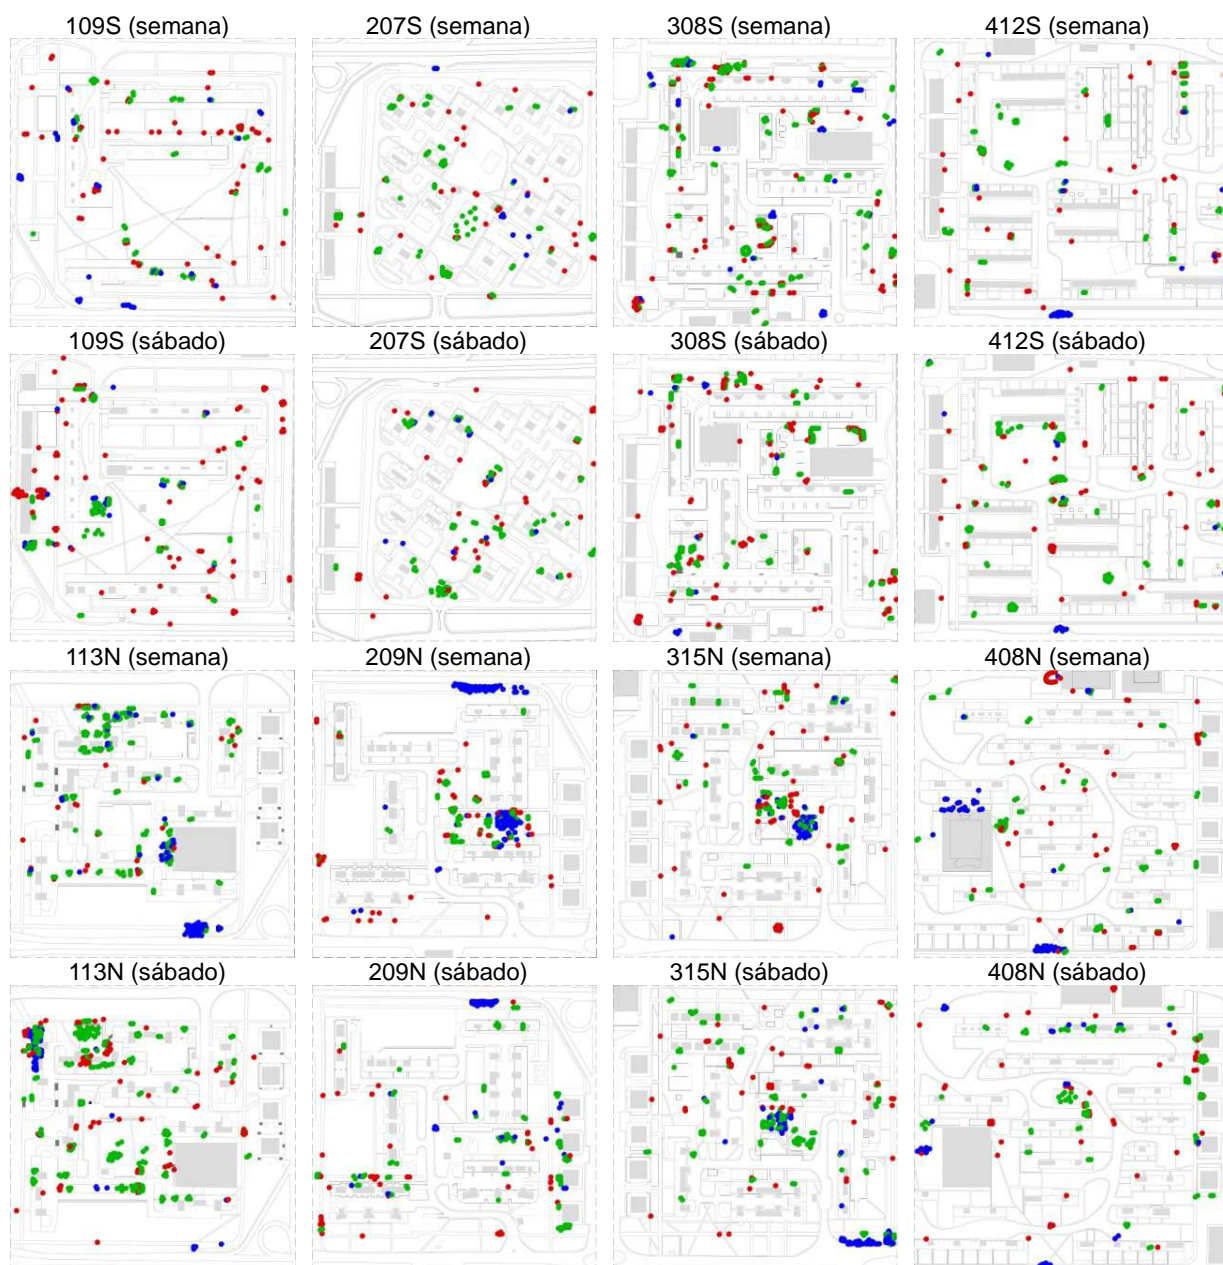 109S (semana) 207S (semana) 308S (semana) 412S (semana)
109S (sábado) 207S (sábado) 308S (sábado) 412S (sábado)
113N (semana) 209N (semana) 315N (semana) 408N (semana)
113N (sábado) 209N (sábado) 315N (sábado) 408N (sábado)